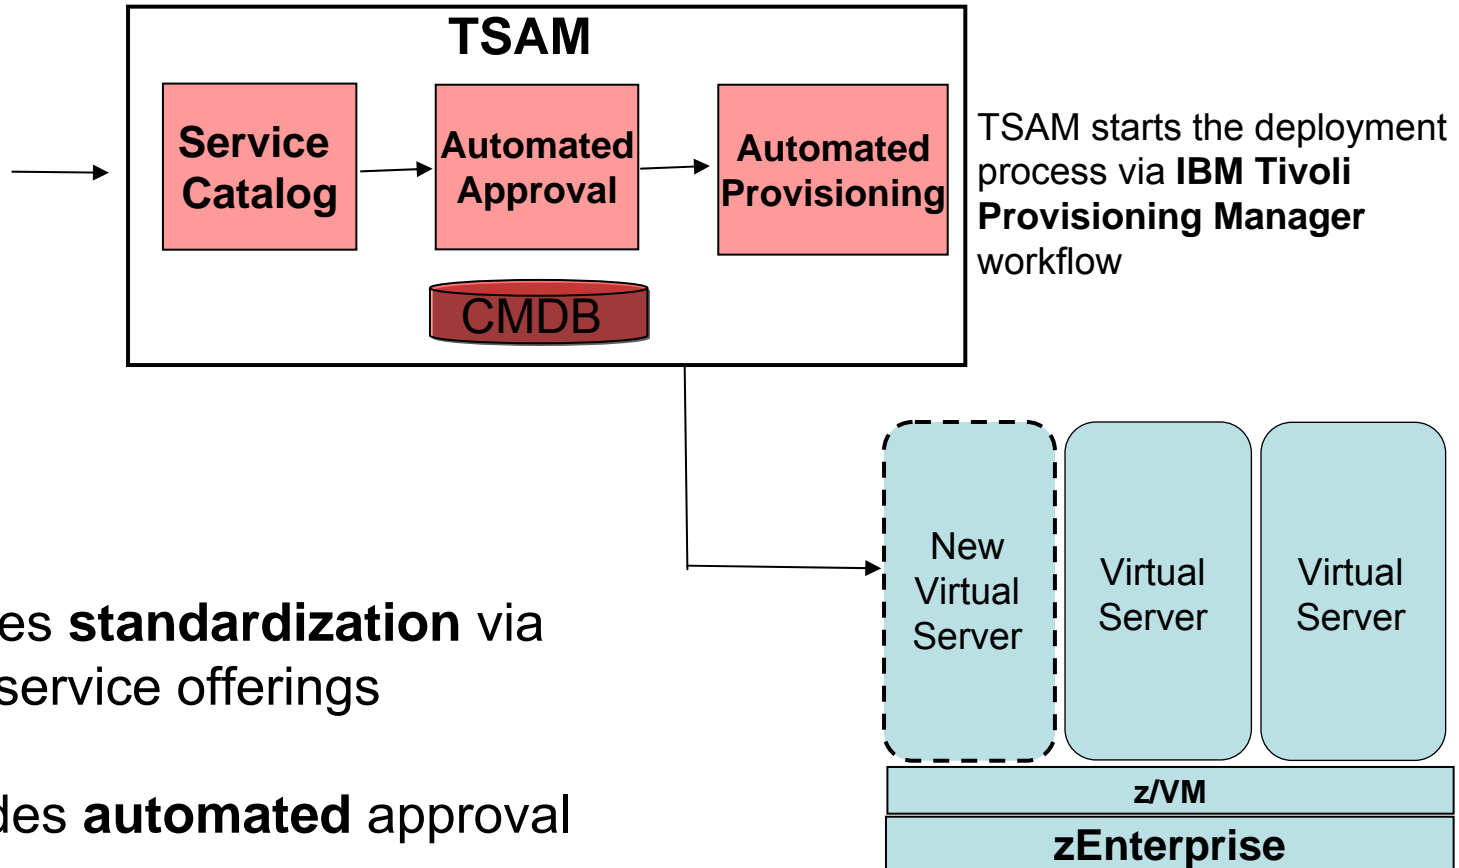 TSAM
Service
Catalog
Automated
Approval
Automated
Provisioning
CMDB
TSAM starts the deployment
process via IBM Tivoli
Provisioning Manager
workflow
New
Virtual
Server
Virtual
Server
Virtual
Server
z/VM
zEnterprise
es standardization via
service offerings
des automated approval